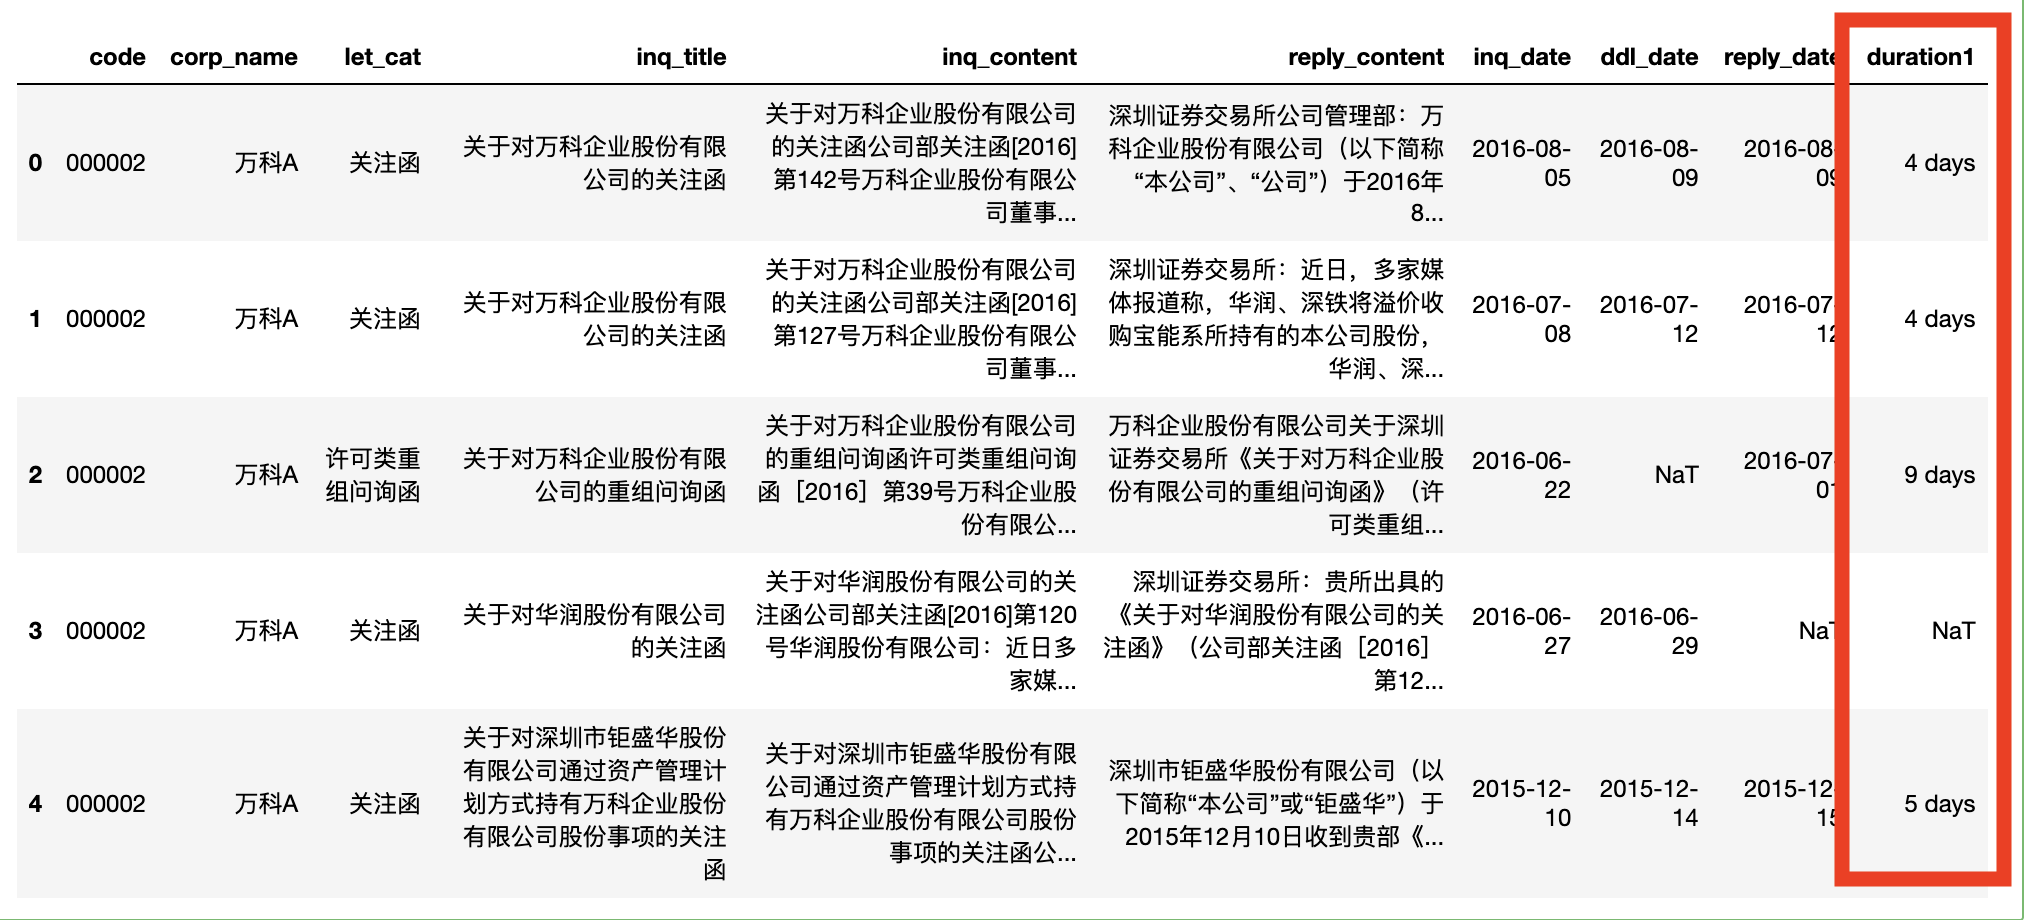 code corp_name let_cat inq_title inq_content reply_content inq_date ddl_date reply_date duration1
0 000002 万科A 关注函
关于对万科企业股份有限
公司的关注函
关于对万科企业股份有限公司
的关注函公司部关注函[2016]
第142号万科企业股份有限公
司董事...
深圳证券交易所公司管理部：万
科企业股份有限公司（以下简称
“本公司”、“公司”）于2016年
8...
2016-08-
05
2016-08-
09
2016-08-
09
4 days
1 000002 万科A 关注函
关于对万科企业股份有限
公司的关注函
关于对万科企业股份有限公司
的关注函公司部关注函[2016]
第127号万科企业股份有限公
司董事...
深圳证券交易所：近日，多家媒
体报道称，华润、深铁将溢价收
购宝能系所持有的本公司股份，
华润、深...
2016-07-
08
2016-07-
12
2016-07-
12
4 days
2 000002 万科A
许可类重
组问询函
关于对万科企业股份有限
公司的重组问询函
关于对万科企业股份有限公司
的重组问询函许可类重组问询
函［2016］第39号万科企业股
份有限公...
万科企业股份有限公司关于深圳
证券交易所《关于对万科企业股
份有限公司的重组问询函》（许
可类重组...
2016-06-
22
NaT
2016-07-
01
9 days
3 000002 万科A 关注函
关于对华润股份有限公司
的关注函
关于对华润股份有限公司的关
注函公司部关注函[2016]第120
号华润股份有限公司：近日多
家媒...
深圳证券交易所：贵所出具的
《关于对华润股份有限公司的关
注函》（公司部关注函［2016］
第12...
2016-06-
27
2016-06-
29
NaT
NaT
4 000002 万科A 关注函
关于对深圳市钜盛华股份
有限公司通过资产管理计
划方式持有万科企业股份
有限公司股份事项的关注
函
关于对深圳市钜盛华股份有限
公司通过资产管理计划方式持
有万科企业股份有限公司股份
事项的关注函公...
深圳市钜盛华股份有限公司（以
下简称“本公司”或“钜盛华”）于
2015年12月10日收到贵部《...
2015-12-
10
2015-12-
14
2015-12-
15
5 days